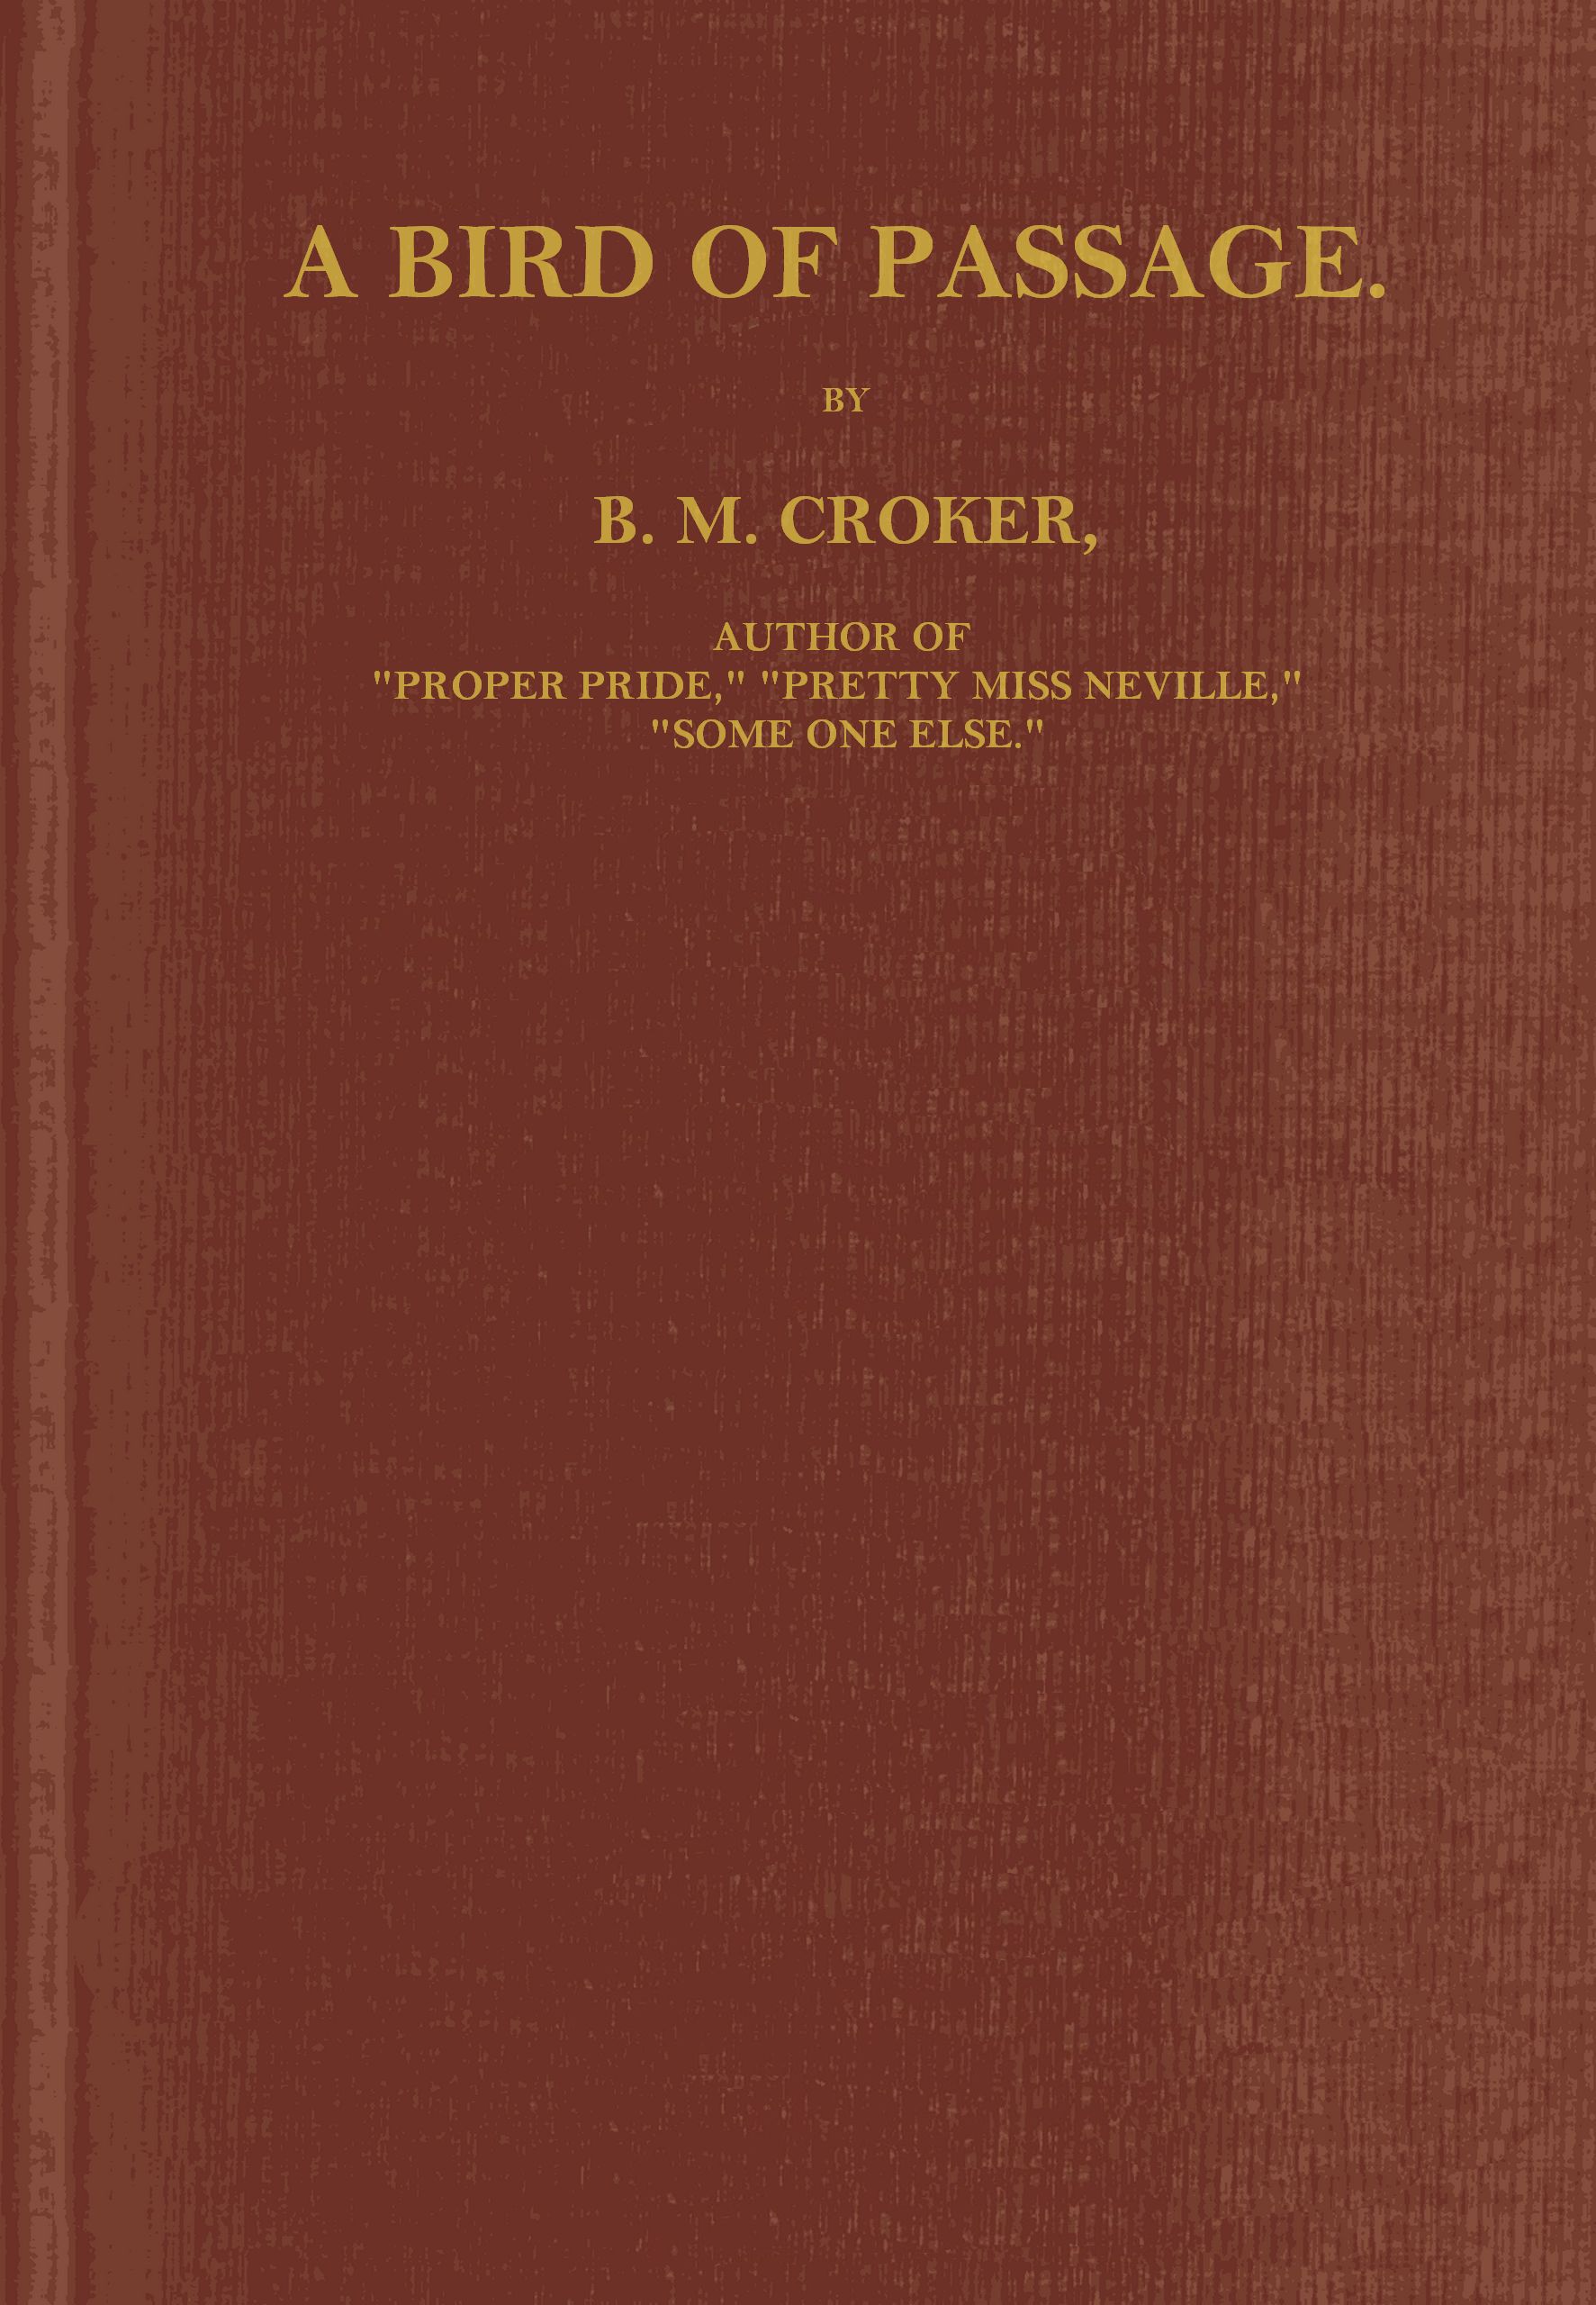 A BIRD OF PASSAGE.
BY
B. M. CROKER,
AUTHOR OF
"PROPER PRIDE," "PRETTY MISS NEVILLE,"
"SOME ONE ELSE."